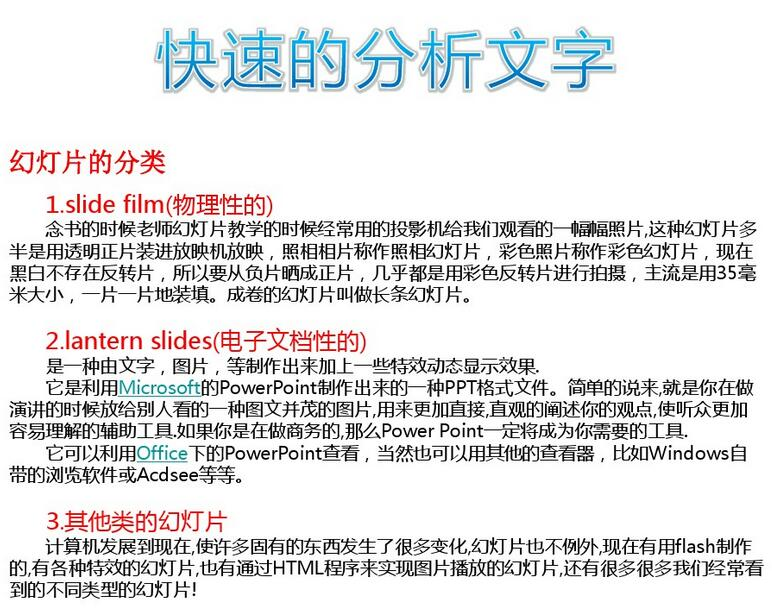 快速的分析文字
幻灯片的分类
1.slide film(物理性的)
念书的时候老师幻灯片教学的时候经常用的投影机给我们观看的一幅幅照片,这种幻灯片多
半是用透明正片装进放映机放映，照相相片称作照相幻灯片，彩色照片称作彩色幻灯片，现在
黑白不存在反转片，所以要从负片晒成正片，几乎都是用彩色反转片进行拍摄，主流是用35毫
米大小，一片一片地装填。成卷的幻灯片叫做长条幻灯片。
2.lantern slides(电子文档性的)
是一种由文字，图片，等制作出来加上一些特效动态显示效果.
它是利用Microsoft的PowerPoint制作出来的一种PPT格式文件。简单的说来,就是你在做
演讲的时候放给别人看的一种图文并茂的图片,用来更加直接,直观的阐述你的观点,使听众更加
容易理解的辅助工具.如果你是在做商务的,那么Power Point一定将成为你需要的工具.
它可以利用Office下的PowerPoint查看，当然也可以用其他的查看器，比如Windows自
带的浏览软件或Acdsee等等。
3.其他类的幻灯片
计算机发展到现在,使许多固有的东西发生了很多变化,幻灯片也不例外,现在有用flash制作
的,有各种特效的幻灯片,也有通过HTML程序来实现图片播放的幻灯片,还有很多很多我们经常看
到的不同类型的幻灯片!